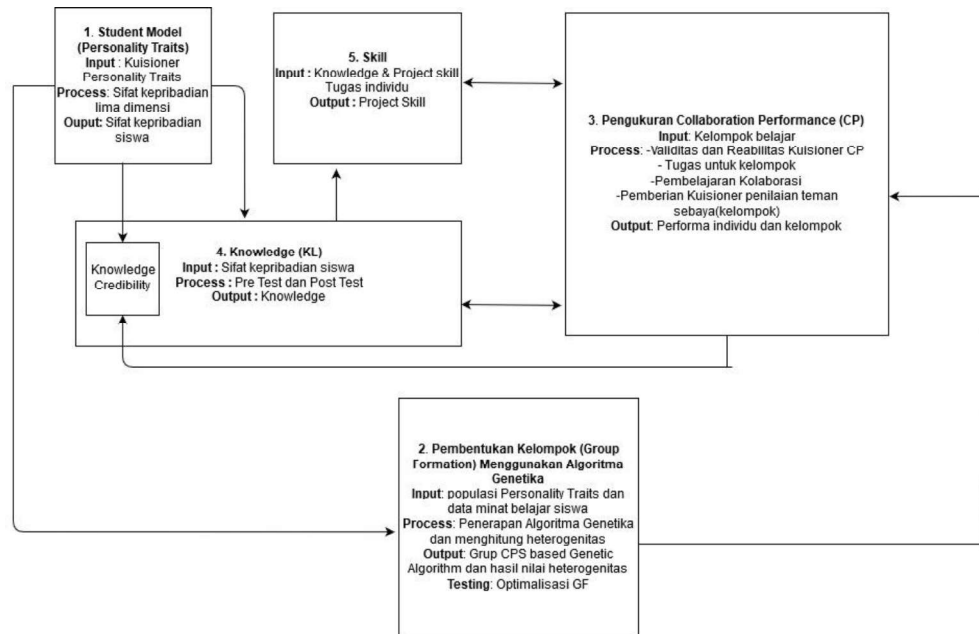 1. Student Model
(Personality Traits)
Input : Kuisioner
Personality Traits
Process: Sifat kepribadian
lima dimensi
Ouput: Sifat kepribadian
siswa
5. Skill
Input : Knowledge & Project skill
Tugas individu
Output : Project Skill
3. Pengukuran Collaboration Performance (CP)
Input: Kelompok belajar
Process: -Validitas dan Reabilitas Kuisioner CP
- Tugas untuk kelompok
-Pembelajaran Kolaborasi
-Pemberian Kuisioner penilaian teman
sebaya(kelompok)
Output: Performa individu dan kelompok
4. Knowledge (KL)
Input : Sifat kepribadian siswa
Process : Pre Test dan Post Test
Output : Knowledge
Knowledge
Credibility
2. Pembentukan Kelompok (Group
Formation) Menggunakan Algoritma
Genetika
Input: populasi Personality Traits dan
data minat belajar siswa
Process: Penerapan Algoritma Genetika
dan menghitung heterogenitas
Output: Grup CPS based Genetic
Algorithm dan hasil nilai heterogenitas
Testing: Optimalisasi GF